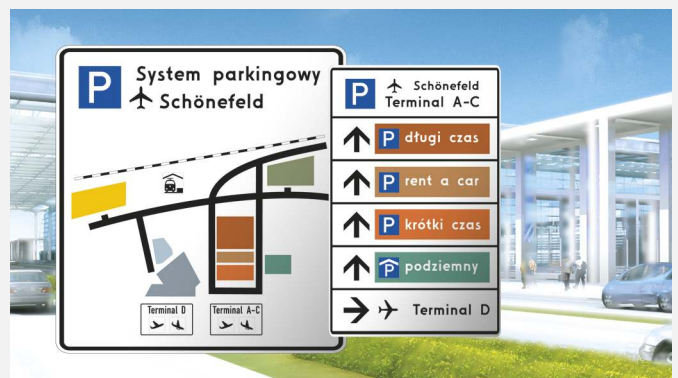 P
System parkingowy
Schönefeld
Terminal D
Terminal A-C
P
Schönefeld
Terminal A-C
P długi czas
P rent a car
P krótki czas
P podziemny
Terminal D